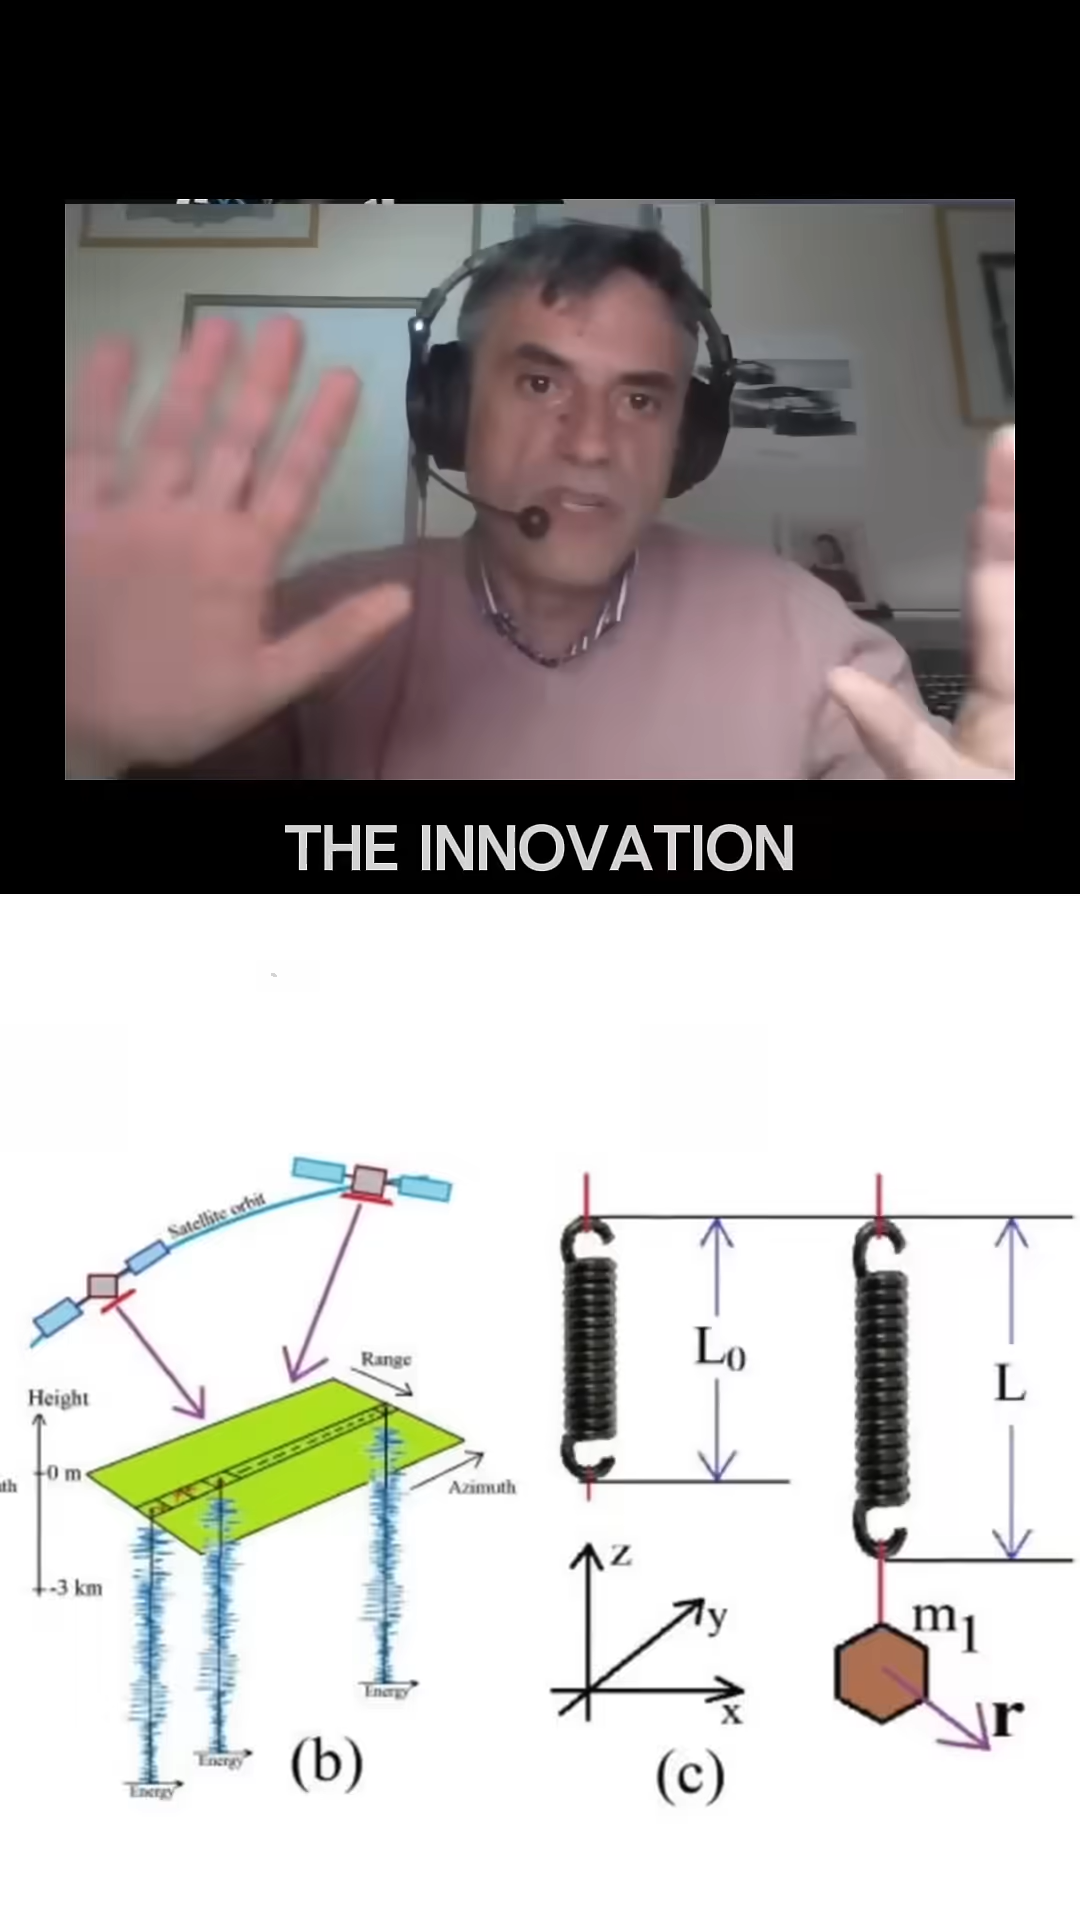 THE INNOVATION
Satellite orbit
Range
Height
0 m
Azimuth
-3 km
Energy
Energy
Energy
(b)
L0
L
z
y
x
m1
r
(c)